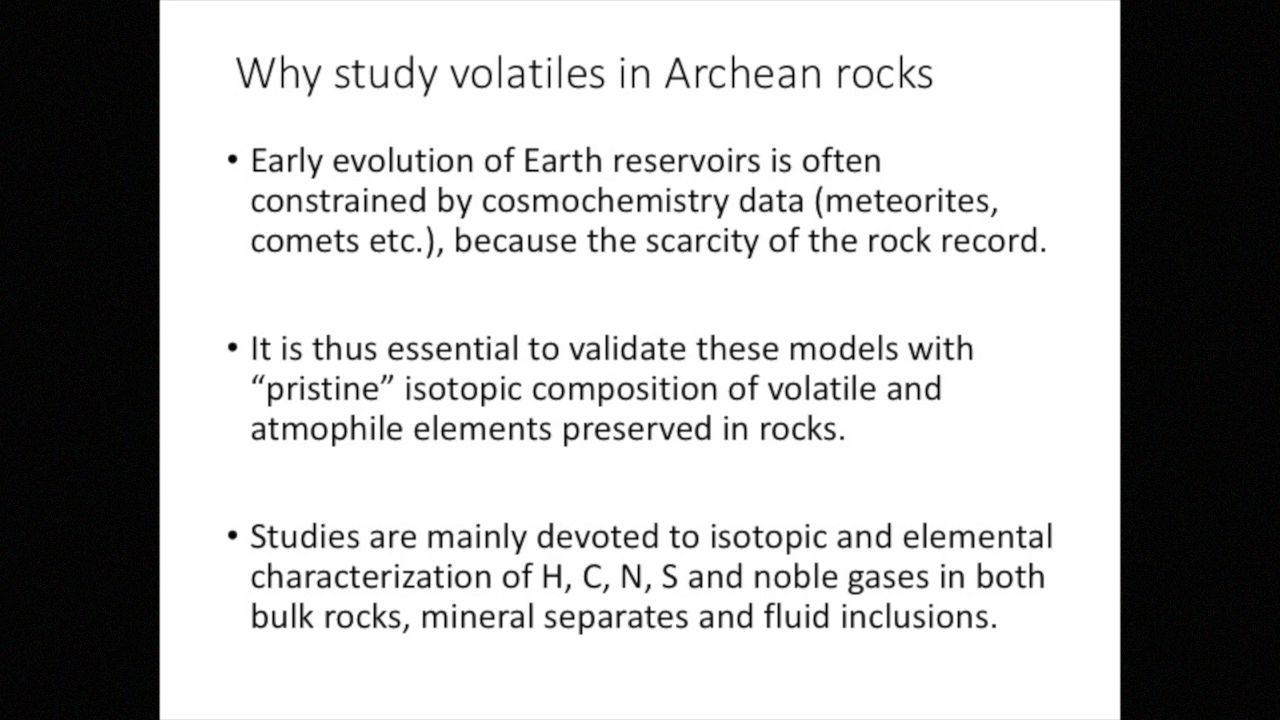 Why study volatiles in Archean rocks
• Early evolution of Earth reservoirs is often
constrained by cosmochemistry data (meteorites,
comets etc.), because the scarcity of the rock record.
• It is thus essential to validate these models with
“pristine” isotopic composition of volatile and
atmophile elements preserved in rocks.
• Studies are mainly devoted to isotopic and elemental
characterization of H, C, N, S and noble gases in both
bulk rocks, mineral separates and fluid inclusions.